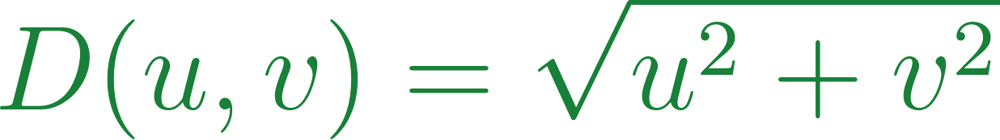 D(u, v) = √(u² + v²)